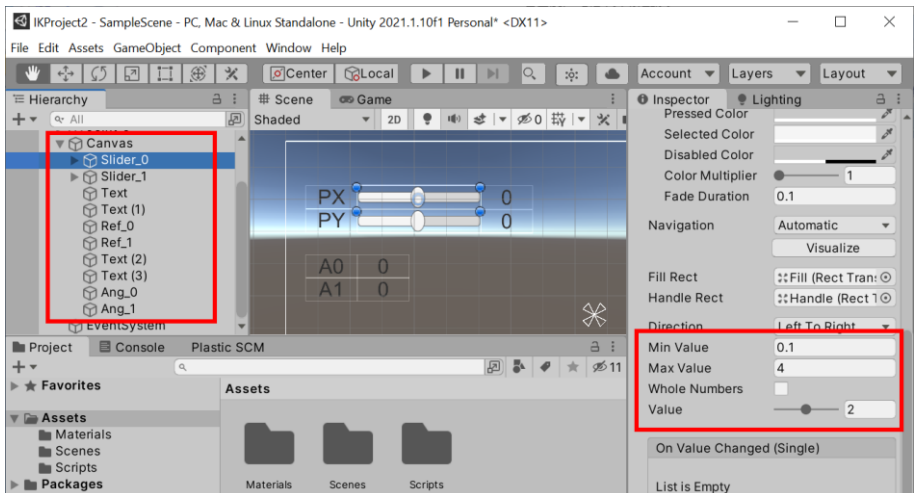 IKProject2 - SampleScene - PC, Mac & Linux Standalone - Unity 2021.1.10f1 Personal* <DX11>
File Edit Assets GameObject Component Window Help
Center Local Account Layers Layout
Hierarchy
All
Canvas
Slider_0
Slider_1
Text
Text (1)
Ref_0
Ref_1
Text (2)
Text (3)
Ang_0
Ang_1
EventSystem
Scene Game
Shaded 2D 0
PX 0
PY 0
A0 0
A1 0
Inspector Lighting
Pressed Color
Selected Color
Disabled Color
Color Multiplier 1
Fade Duration 0.1
Navigation Automatic
Visualize
Fill Rect Fill (Rect Trans
Handle Rect Handle (Rect T
Direction Left To Right
Min Value 0.1
Max Value 4
Whole Numbers
Value 2
On Value Changed (Single)
List is Empty
Project Console Plastic SCM
11
Favorites
Assets
Materials
Scenes
Scripts
Packages
Assets
Materials Scenes Scripts